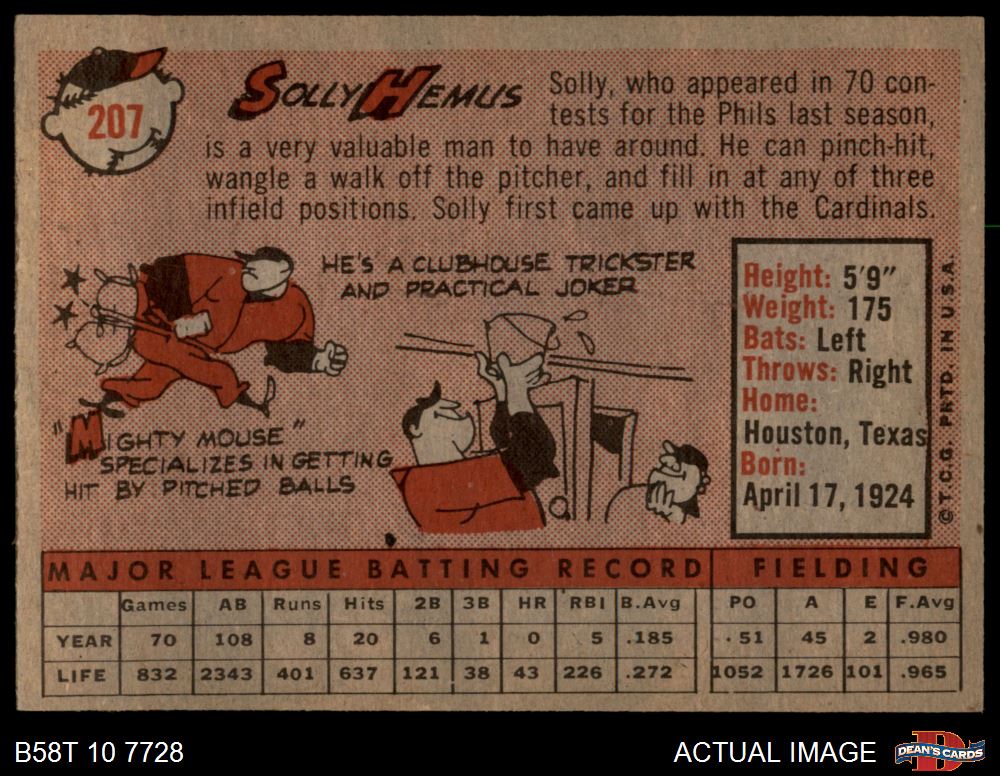 207
SOLLY HEMUS
Solly, who appeared in 70 con-
tests for the Phils last season,
is a very valuable man to have around. He can pinch-hit,
wangle a walk off the pitcher, and fill in at any of three
infield positions. Solly first came up with the Cardinals.
HE'S A CLUBHOUSE TRICKSTER
AND PRACTICAL JOKER
"MIGHTY MOUSE"
SPECIALIZES IN GETTING
HIT BY PITCHED BALLS
Height: 5'9"
Weight: 175
Bats: Left
Throws: Right
Home:
Houston, Texas
Born:
April 17, 1924
© T.C.G. PRTD. IN U.S.A.
MAJOR LEAGUE BATTING RECORD FIELDING
Games AB Runs Hits 2B 3B HR RBI B.Avg PO A E F.Avg
YEAR 70 108 8 20 6 1 0 5 .185 51 45 2 .980
LIFE 832 2343 401 637 121 38 43 226 .272 1052 1726 101 .965
B58T 10 7728
ACTUAL IMAGE
DEAN'S CARDS